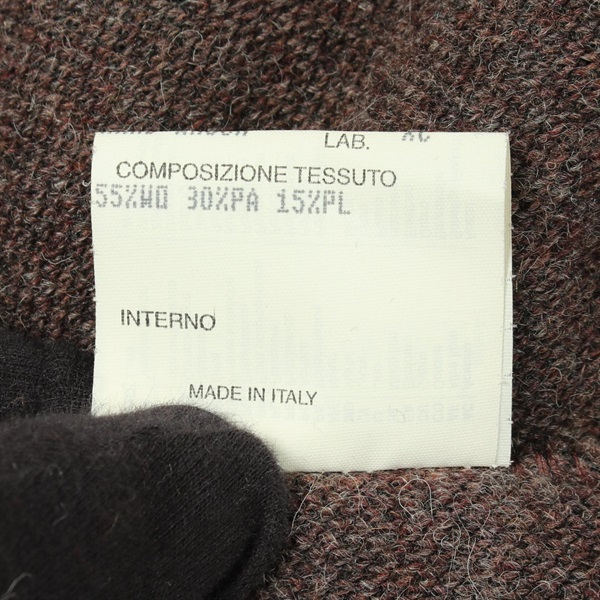 LAB.
COMPOSIZIONE TESSUTO
55%WO 30%PA 15%PL
INTERNO
MADE IN ITALY